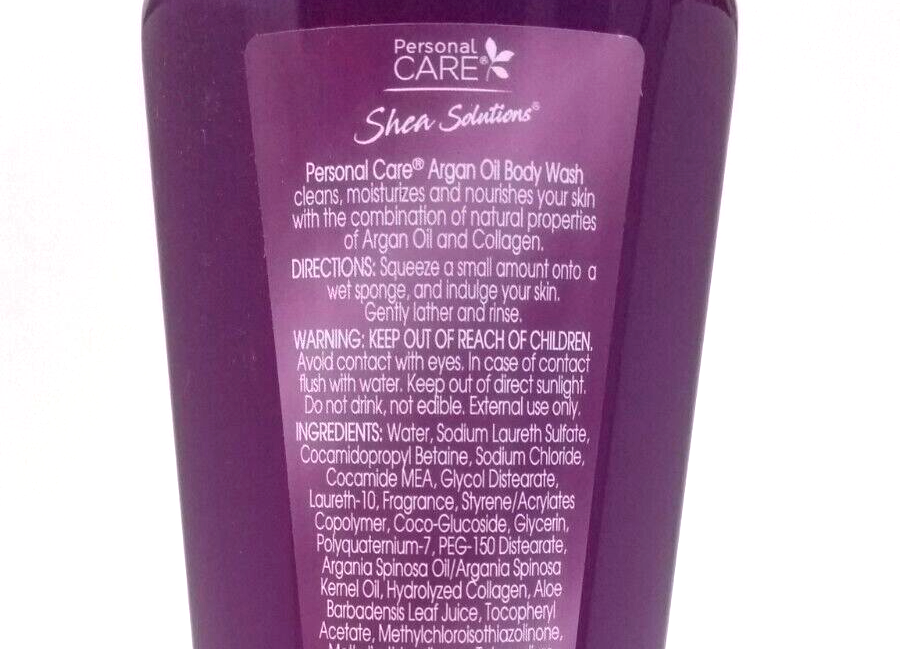 Personal
CARE®
Shea Solutions®
Personal Care® Argan Oil Body Wash
cleans, moisturizes and nourishes your skin
with the combination of natural properties
of Argan Oil and Collagen.
DIRECTIONS: Squeeze a small amount onto a
wet sponge, and indulge your skin.
Gently lather and rinse.
WARNING: KEEP OUT OF REACH OF CHILDREN.
Avoid contact with eyes. In case of contact
flush with water. Keep out of direct sunlight.
Do not drink, not edible. External use only.
INGREDIENTS: Water, Sodium Laureth Sulfate,
Cocamidopropyl Betaine, Sodium Chloride,
Cocamide MEA, Glycol Distearate,
Laureth-10, Fragrance, Styrene/Acrylates
Copolymer, Coco-Glucoside, Glycerin,
Polyquaternium-7, PEG-150 Distearate,
Argania Spinosa Oil/Argania Spinosa
Kernel Oil, Hydrolyzed Collagen, Aloe
Barbadensis Leaf Juice, Tocopheryl
Acetate, Methylchloroisothiazolinone,